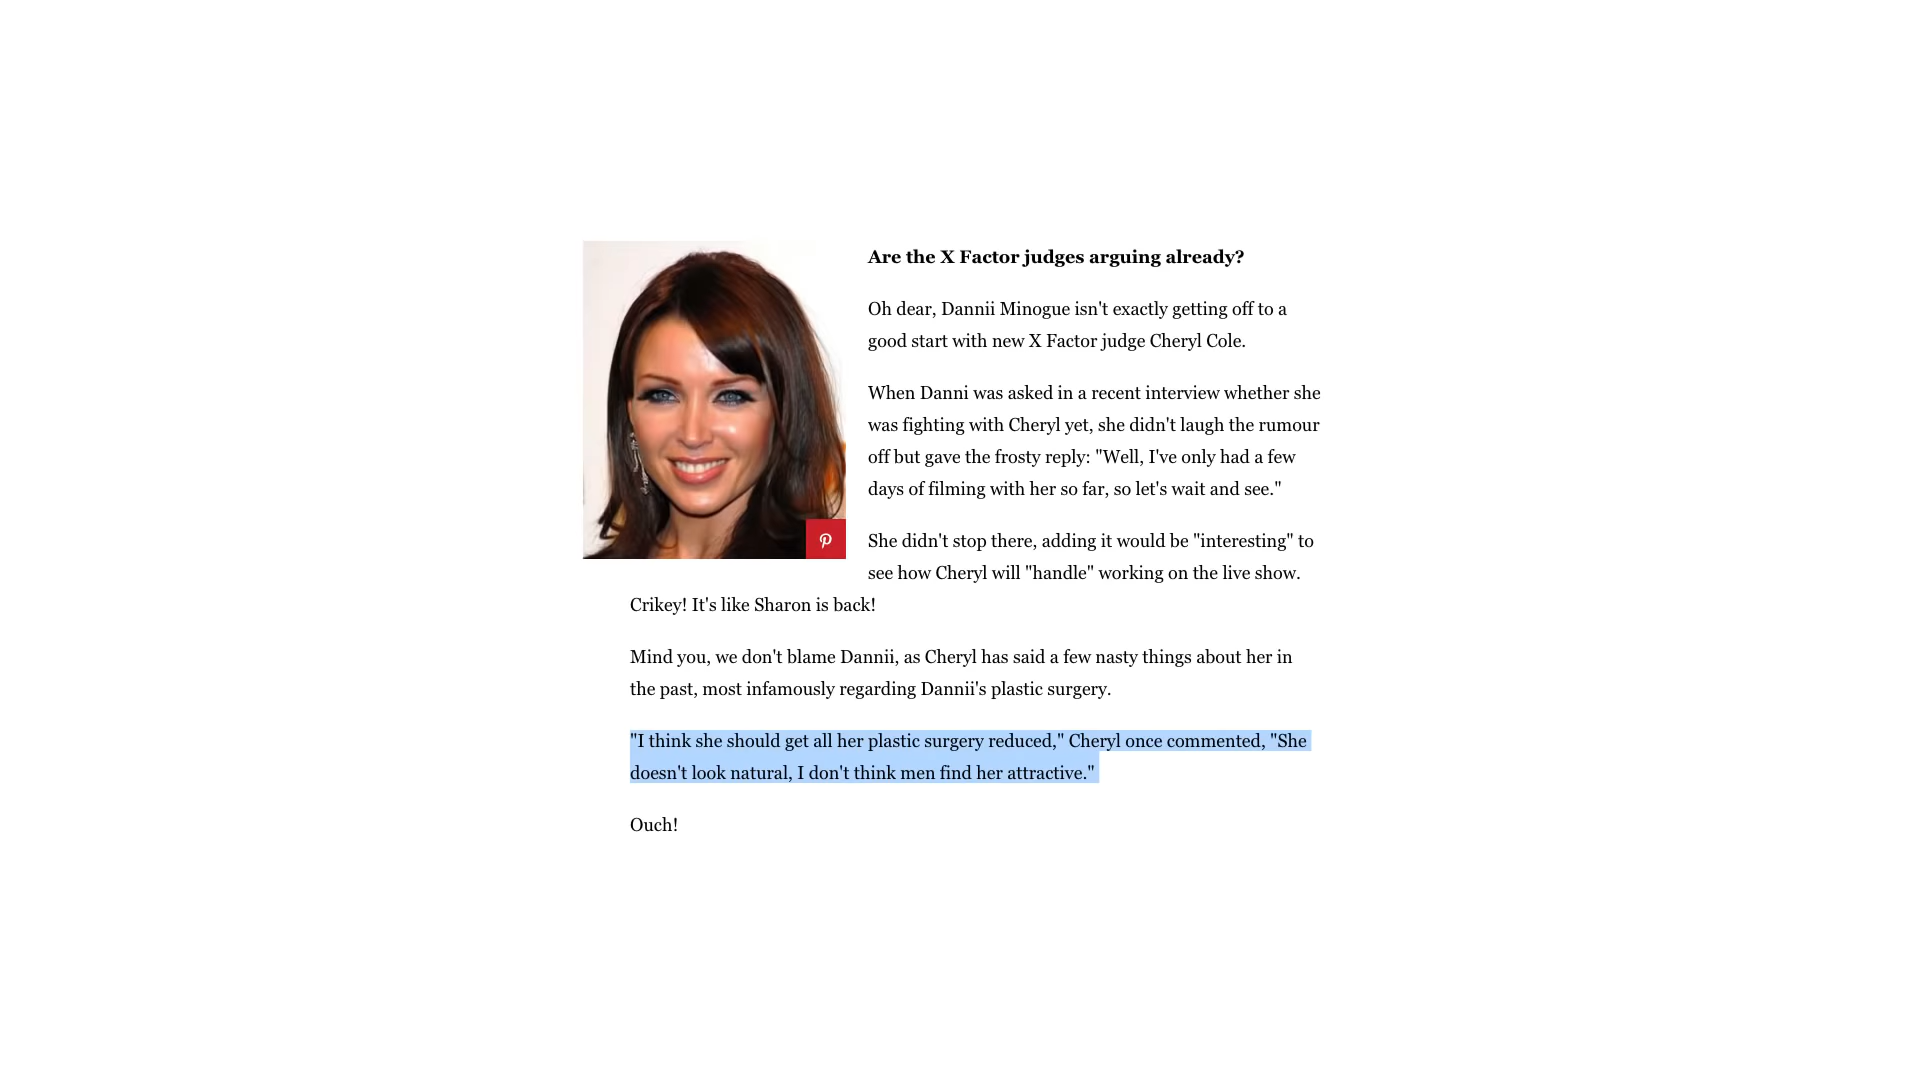 Are the X Factor judges arguing already?
Oh dear, Dannii Minogue isn't exactly getting off to a
good start with new X Factor judge Cheryl Cole.
When Danni was asked in a recent interview whether she
was fighting with Cheryl yet, she didn't laugh the rumour
off but gave the frosty reply: "Well, I've only had a few
days of filming with her so far, so let's wait and see."
She didn't stop there, adding it would be "interesting" to
see how Cheryl will "handle" working on the live show.
Crikey! It's like Sharon is back!
Mind you, we don't blame Dannii, as Cheryl has said a few nasty things about her in
the past, most infamously regarding Dannii's plastic surgery.
"I think she should get all her plastic surgery reduced," Cheryl once commented, "She
doesn't look natural, I don't think men find her attractive."
Ouch!